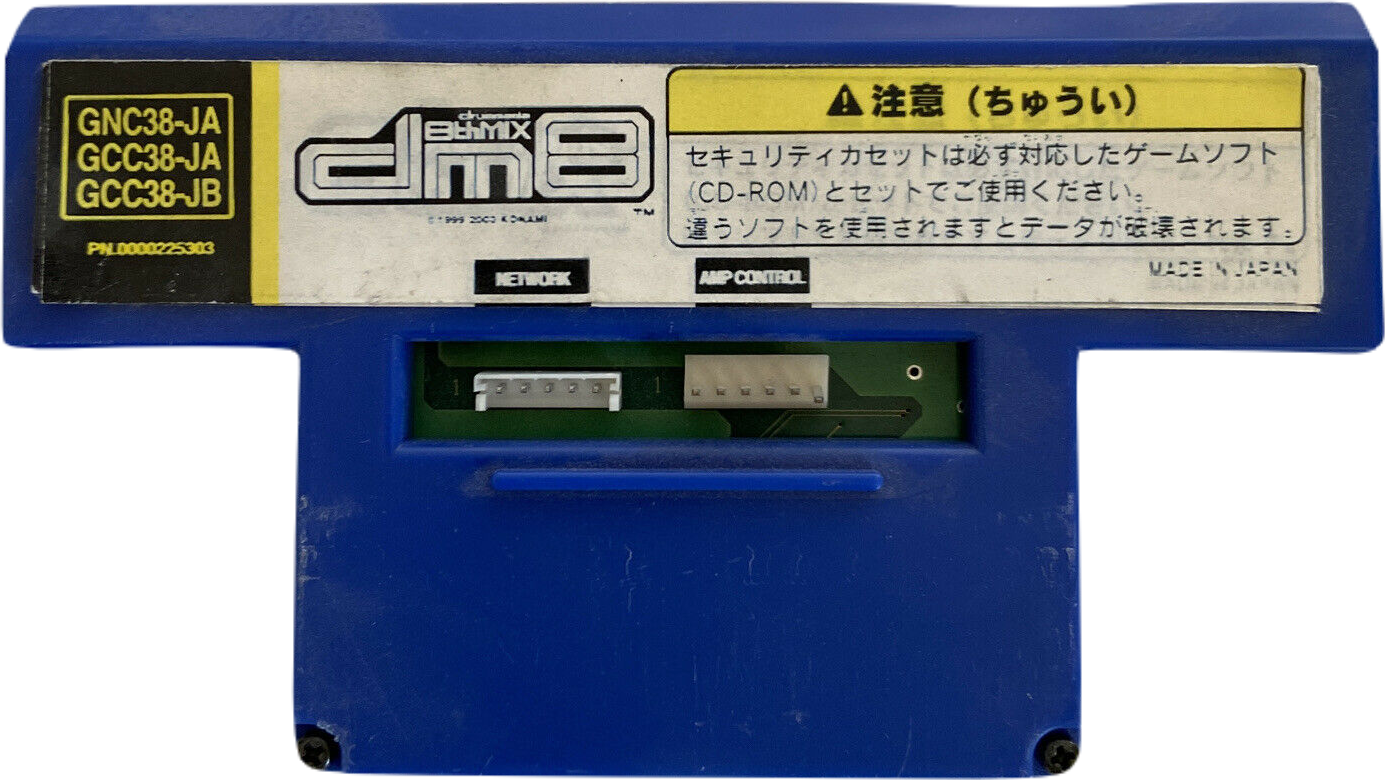 GNC38-JA
GCC38-JA
GCC38-JB
PN.0000225303
drummania
8thMIX
dm8
TM
©1999 2003 KONAMI
⚠注意（ちゅうい）
セキュリティカセットは必ず対応したゲームソフト
(CD-ROM)とセットでご使用ください。
違うソフトを使用されますとデータが破壊されます。
NETWORK
AMP CONTROL
MADE IN JAPAN
1
1